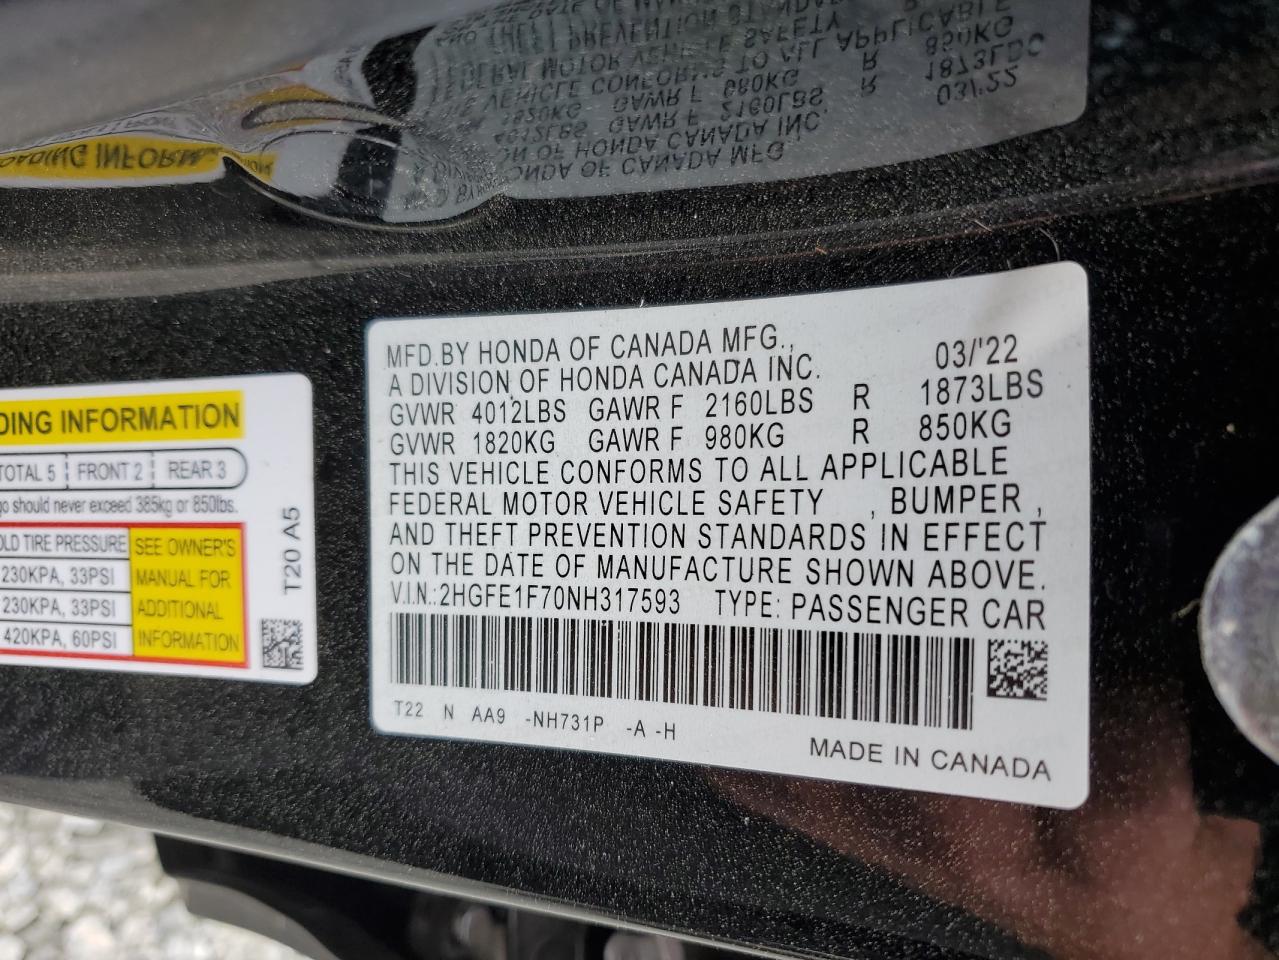 MFD.BY HONDA OF CANADA MFG.,
A DIVISION OF HONDA CANADA INC. 03/'22
GVWR 4012LBS GAWR F 2160LBS R 1873LBS
GVWR 1820KG GAWR F 980KG R 850KG
THIS VEHICLE CONFORMS TO ALL APPLICABLE
FEDERAL MOTOR VEHICLE SAFETY , BUMPER ,
AND THEFT PREVENTION STANDARDS IN EFFECT
ON THE DATE OF MANUFACTURE SHOWN ABOVE.
V.I.N.:2HGFE1F70NH317593 TYPE: PASSENGER CAR
T22 N AA9 -NH731P -A -H
MADE IN CANADA
INFORMATION
TOTAL 5 FRONT 2 REAR 3
should never exceed 385kg or 850lbs.
TIRE PRESSURE SEE OWNER'S
230KPA, 33PSI MANUAL FOR
230KPA, 33PSI ADDITIONAL
420KPA, 60PSI INFORMATION
T20 A5